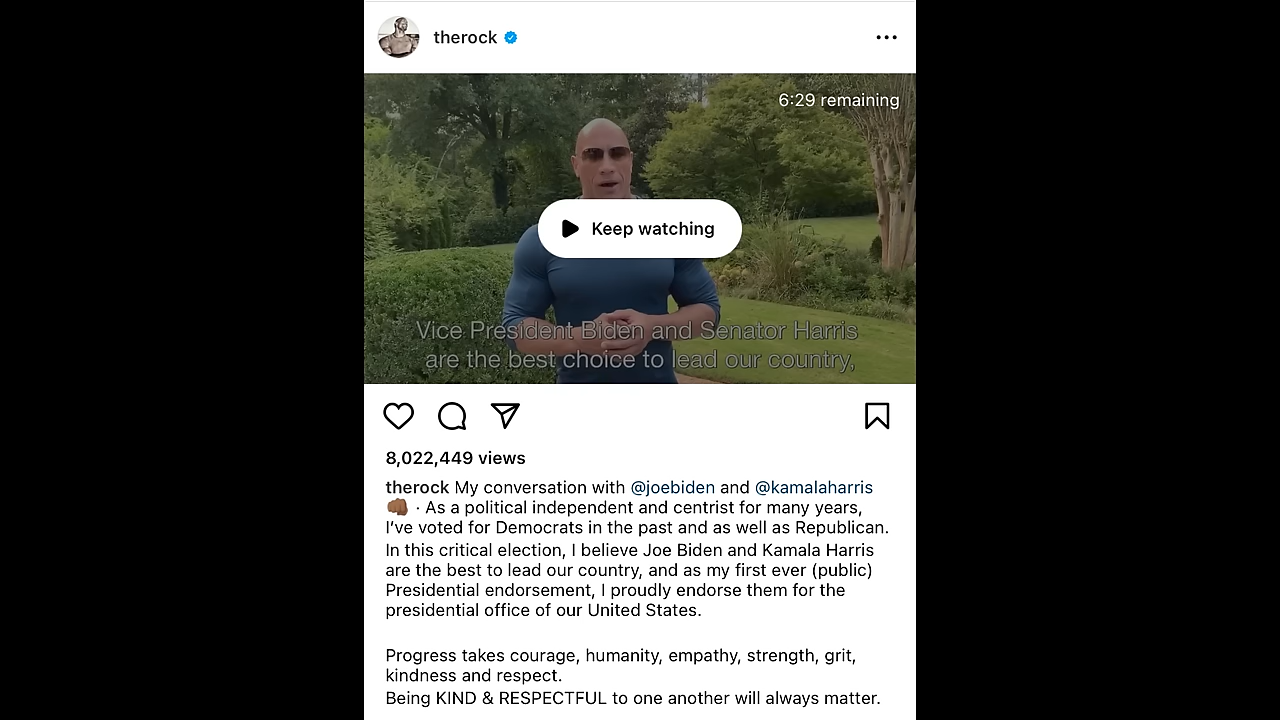 therock
6:29 remaining
Keep watching
Vice President Biden and Senator Harris
are the best choice to lead our country,
8,022,449 views
therock My conversation with @joebiden and @kamalaharris
👊🏾 · As a political independent and centrist for many years,
I’ve voted for Democrats in the past and as well as Republican.
In this critical election, I believe Joe Biden and Kamala Harris
are the best to lead our country, and as my first ever (public)
Presidential endorsement, I proudly endorse them for the
presidential office of our United States.
Progress takes courage, humanity, empathy, strength, grit,
kindness and respect.
Being KIND & RESPECTFUL to one another will always matter.